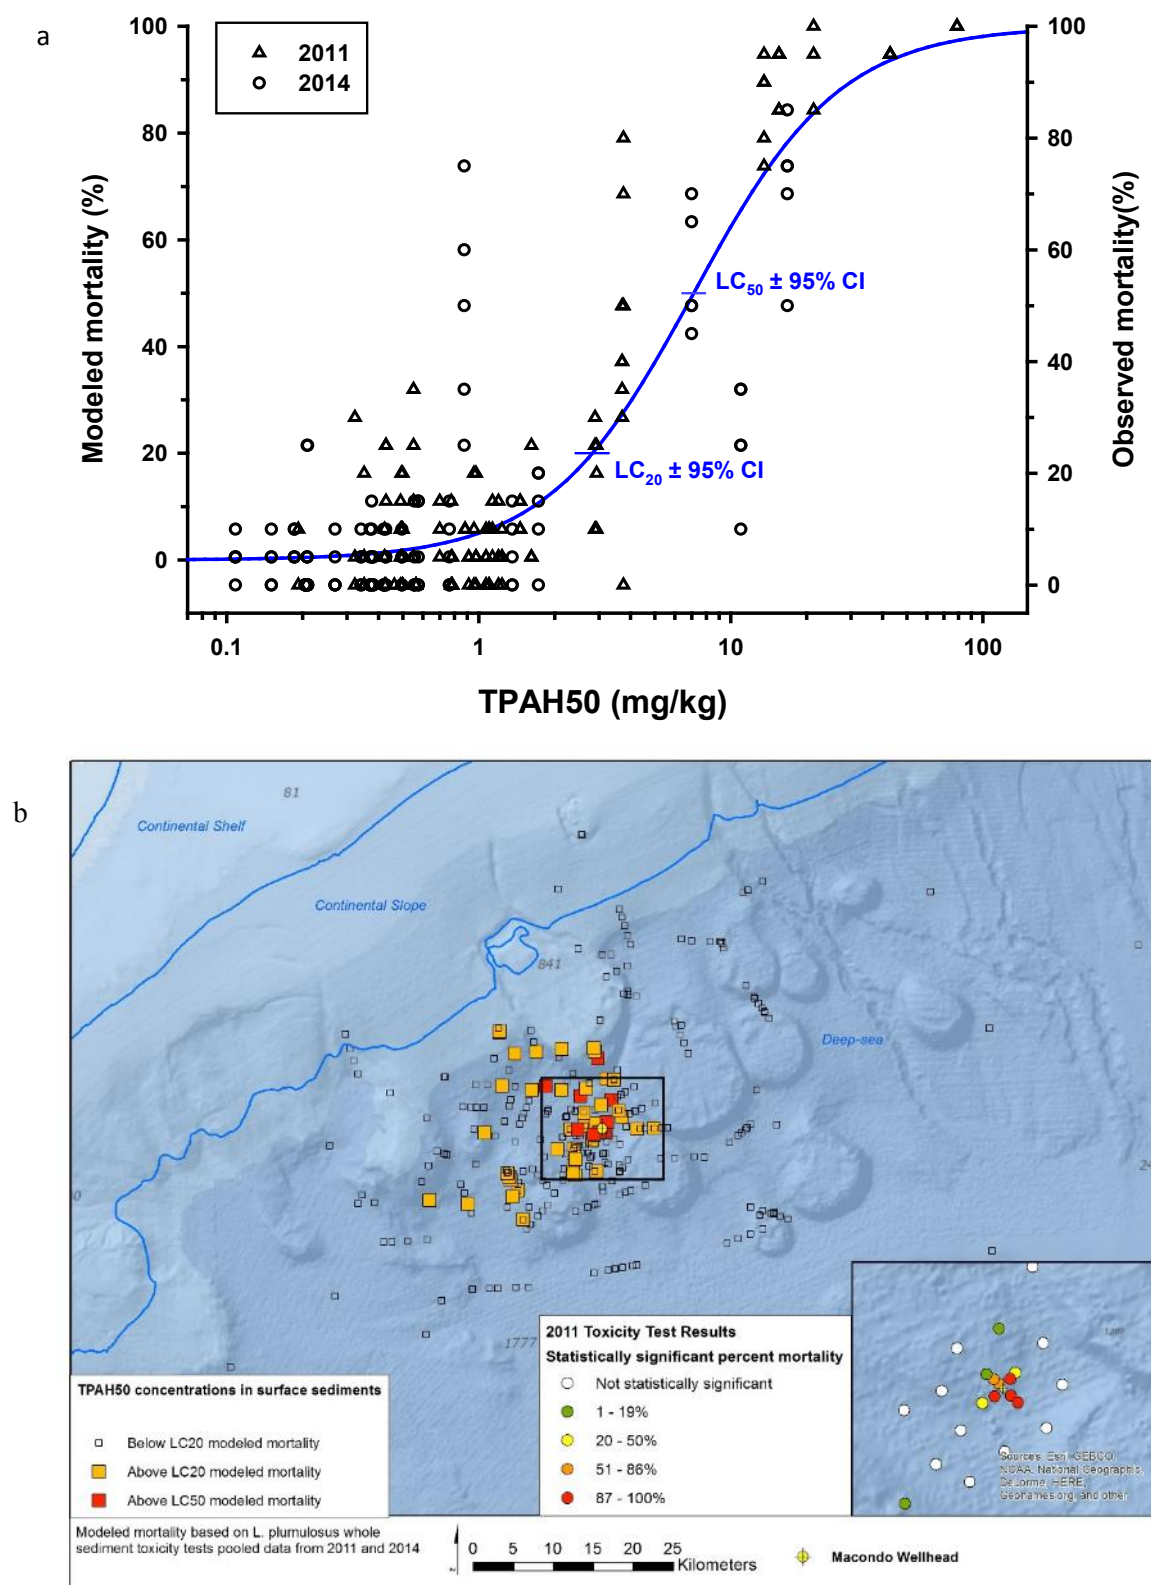 a
2011
2014
100
80
60
40
20
0
Modeled mortality (%)
100
80
60
40
20
0
Observed mortality(%)
LC50 ± 95% CI
LC20 ± 95% CI
0.1 1 10 100
TPAH50 (mg/kg)
b
81
Continental Shelf
Continental Slope
841
Deep-sea
24
1777
TPAH50 concentrations in surface sediments
Below LC20 modeled mortality
Above LC20 modeled mortality
Above LC50 modeled mortality
Modeled mortality based on L. plumulosus whole
sediment toxicity tests pooled data from 2011 and 2014
2011 Toxicity Test Results
Statistically significant percent mortality
Not statistically significant
1 - 19%
20 - 50%
51 - 86%
87 - 100%
Sources: Esri, GEBCO,
NOAA, National Geographic,
DeLorme, HERE,
Geonames.org, and other
0 5 10 15 20 25
Kilometers
Macondo Wellhead